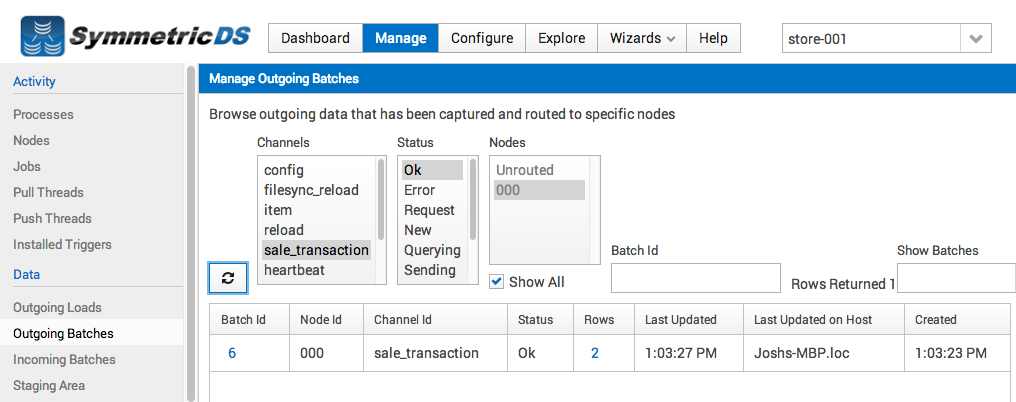 SymmetricDS
Dashboard Manage Configure Explore Wizards Help
store-001
Activity
Processes
Nodes
Jobs
Pull Threads
Push Threads
Installed Triggers
Data
Outgoing Loads
Outgoing Batches
Incoming Batches
Staging Area
Manage Outgoing Batches
Browse outgoing data that has been captured and routed to specific nodes
Channels
config
filesync_reload
item
reload
sale_transaction
heartbeat
Status
Ok
Error
Request
New
Querying
Sending
Nodes
Unrouted
000
Show All
Batch Id
Rows Returned 1
Show Batches
Batch Id Node Id Channel Id Status Rows Last Updated Last Updated on Host Created
6 000 sale_transaction Ok 2 1:03:27 PM Joshs-MBP.loc 1:03:23 PM